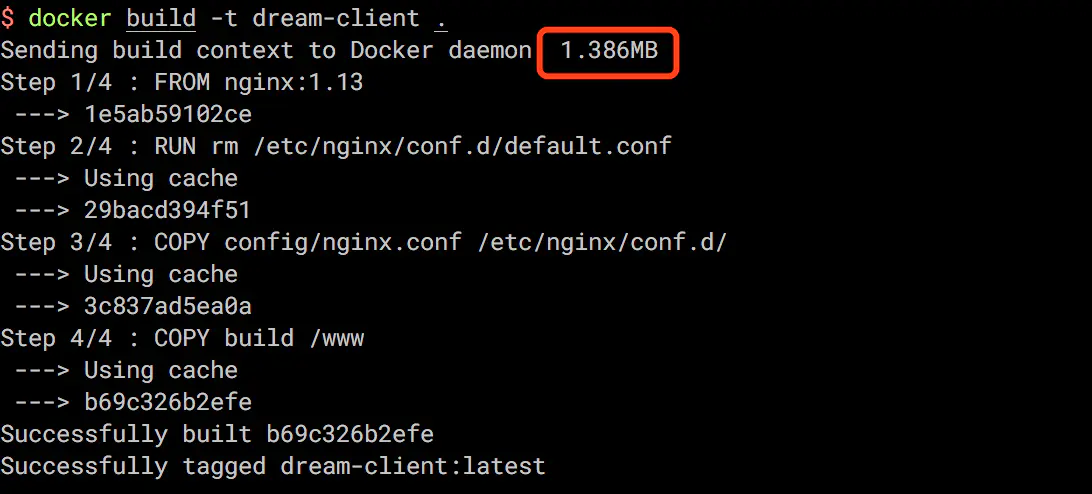 $ docker build -t dream-client .
Sending build context to Docker daemon 1.386MB
Step 1/4 : FROM nginx:1.13
---> 1e5ab59102ce
Step 2/4 : RUN rm /etc/nginx/conf.d/default.conf
---> Using cache
---> 29bacd394f51
Step 3/4 : COPY config/nginx.conf /etc/nginx/conf.d/
---> Using cache
---> 3c837ad5ea0a
Step 4/4 : COPY build /www
---> Using cache
---> b69c326b2efe
Successfully built b69c326b2efe
Successfully tagged dream-client:latest